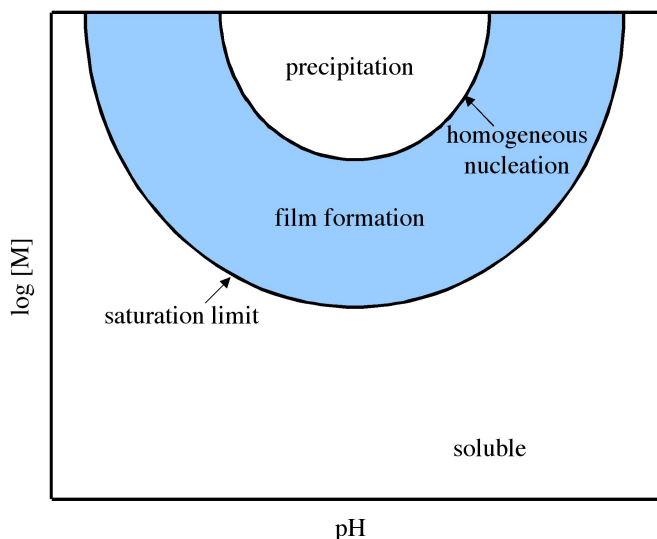 precipitation
homogeneous
nucleation
film formation
log [M]
saturation limit
soluble
pH